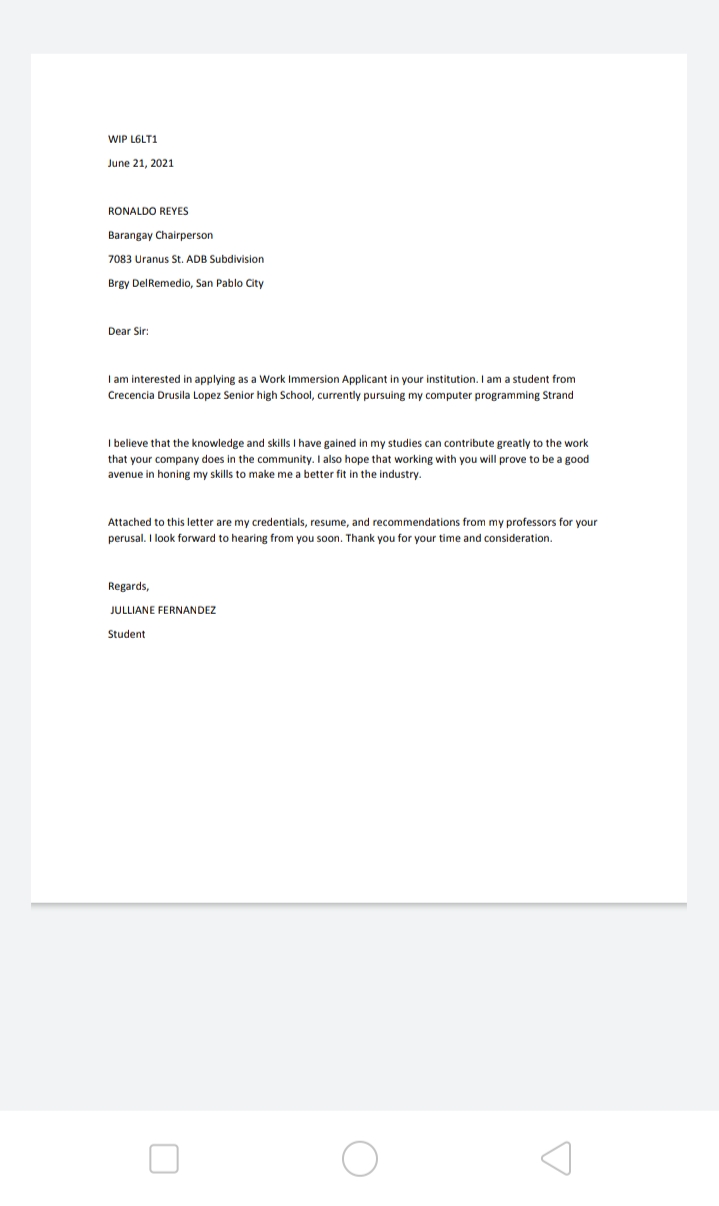 WIP L6LT1
June 21, 2021
RONALDO REYES
Barangay Chairperson
7083 Uranus St. ADB Subdivision
Brgy DelRemedio, San Pablo City
Dear Sir:
I am interested in applying as a Work Immersion Applicant in your institution. I am a student from
Crecencia Drusila Lopez Senior high School, currently pursuing my computer programming Strand
I believe that the knowledge and skills I have gained in my studies can contribute greatly to the work
that your company does in the community. I also hope that working with you will prove to be a good
avenue in honing my skills to make me a better fit in the industry.
Attached to this letter are my credentials, resume, and recommendations from my professors for your
perusal. I look forward to hearing from you soon. Thank you for your time and consideration.
Regards,
JULLIANE FERNANDEZ
Student